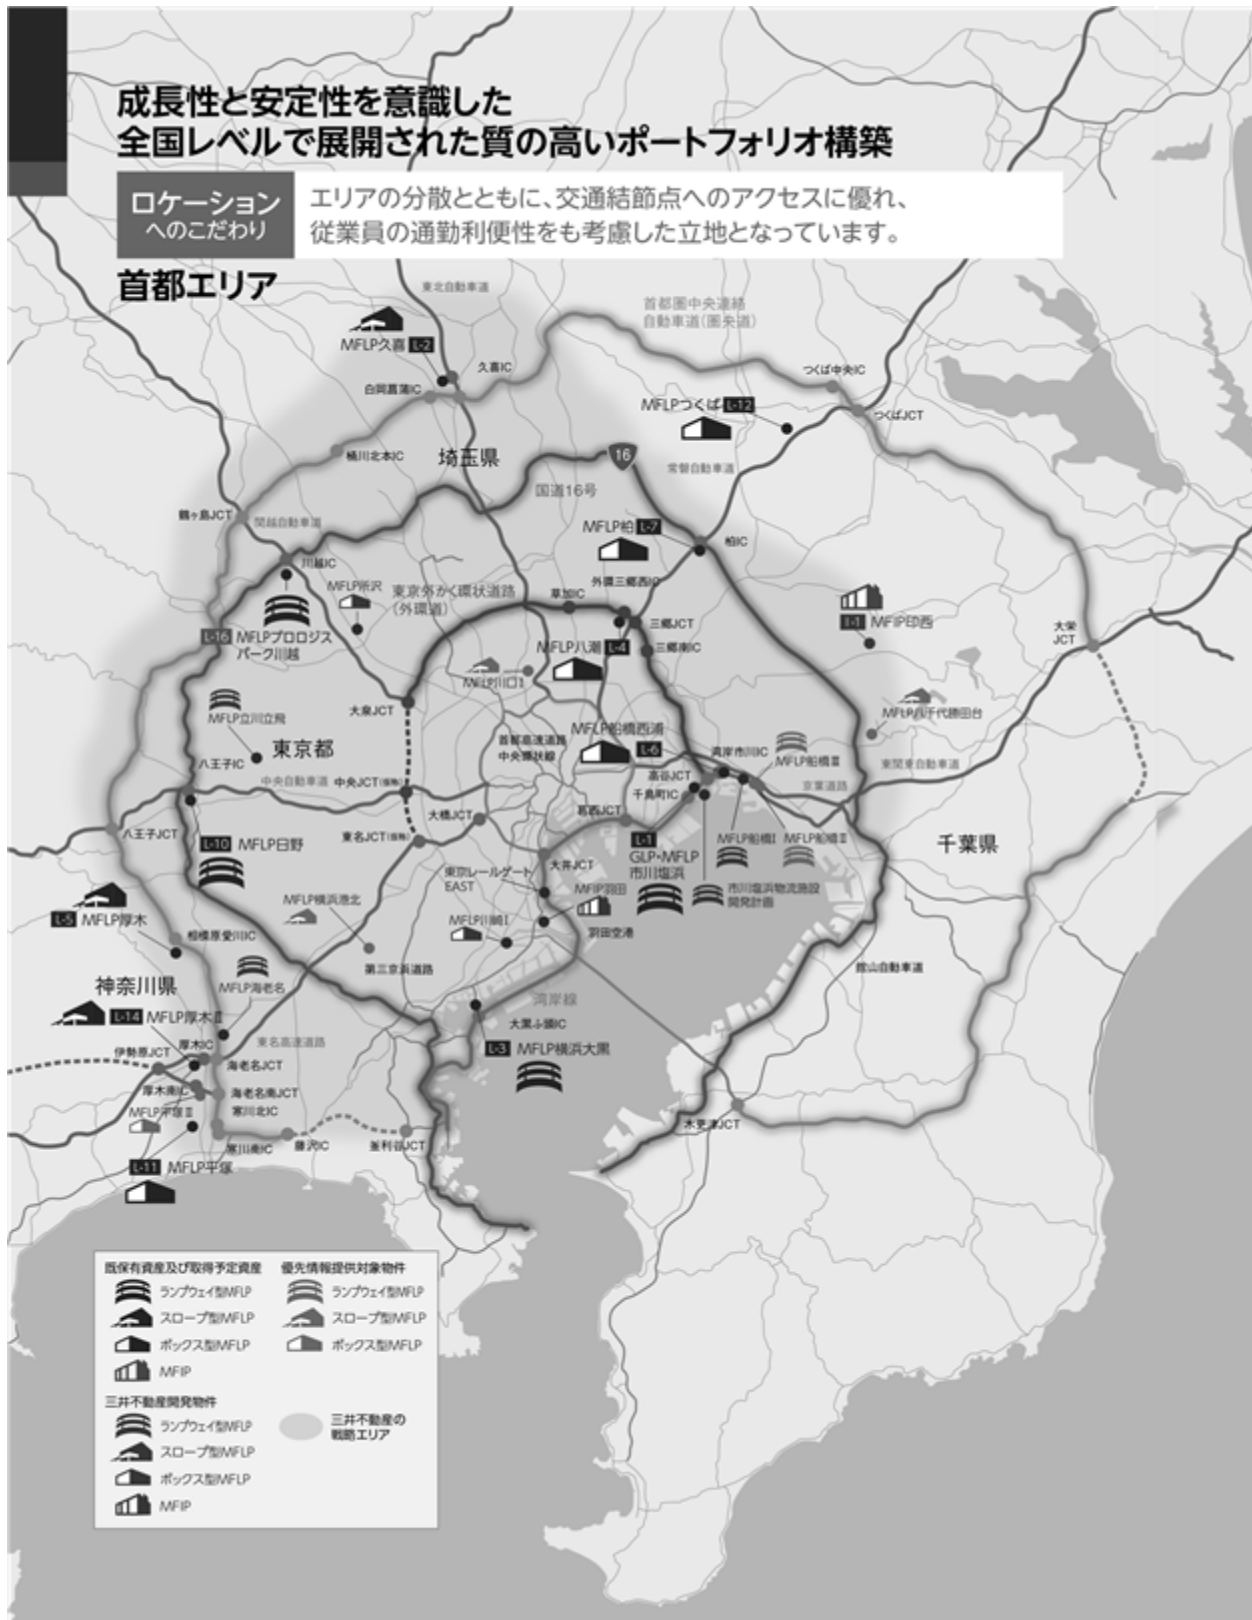 成長性と安定性を意識した
全国レベルで展開された質の高いポートフォリオ構築
ロケーション
へのこだわり
エリアの分散とともに、交通結節点へのアクセスに優れ、
従業員の通勤利便性をも考慮した立地となっています。
首都エリア
東北自動車道
首都圏中央連絡
自動車道(圏央道)
MFLP久喜 L-2
久喜IC
白岡菖蒲IC
つくば中央IC
つくばJCT
MFLPつくば L-12
桶川北本IC
埼玉県
16
常磐自動車道
国道16号
鶴ヶ島JCT
関越自動車道
MFLP柏 L-7
柏IC
川越IC
MFLP所沢
東京外かく環状道路
(外環道)
外環三郷西IC
草加IC
三郷JCT
三郷南IC
I-1 MFIP印西
大栄
JCT
L-16 MFLPプロロジス
パーク川越
MFLP八潮 L-4
MFLP川口Ⅰ
MFLP立川立飛
大泉JCT
MFLP八千代勝田台
MFLP船橋西浦
L-6
首都高速道路
中央環状線
東京都
湾岸市川IC
MFLP船橋Ⅲ
東関東自動車道
八王子IC
中央自動車道
中央JCT(仮称)
高谷JCT
千鳥町IC
京葉道路
八王子JCT
東名JCT(仮称)
大橋JCT
葛西JCT
L-10 MFLP日野
L-1
GLP・MFLP
市川塩浜
MFLP船橋Ⅰ
MFLP船橋Ⅱ
千葉県
大井JCT
東京レールゲート
EAST
MFIP羽田
市川塩浜物流施設
開発計画
L-5 MFLP厚木
MFLP横浜港北
MFLP川崎Ⅰ
羽田空港
相模原愛川IC
第三京浜道路
館山自動車道
MFLP海老名
神奈川県
L-14 MFLP厚木Ⅱ
湾岸線
大黒ふ頭IC
L-3 MFLP横浜大黒
東名高速道路
伊勢原JCT
厚木IC
海老名JCT
厚木南IC
海老名南JCT
寒川北IC
MFLP平塚Ⅱ
寒川南IC
藤沢IC
釜利谷JCT
木更津JCT
L-11 MFLP平塚
既保有資産及び取得予定資産
ランプウェイ型MFLP
スロープ型MFLP
ボックス型MFLP
MFIP
優先情報提供対象物件
ランプウェイ型MFLP
スロープ型MFLP
ボックス型MFLP
三井不動産開発物件
ランプウェイ型MFLP
スロープ型MFLP
ボックス型MFLP
MFIP
三井不動産の
戦略エリア